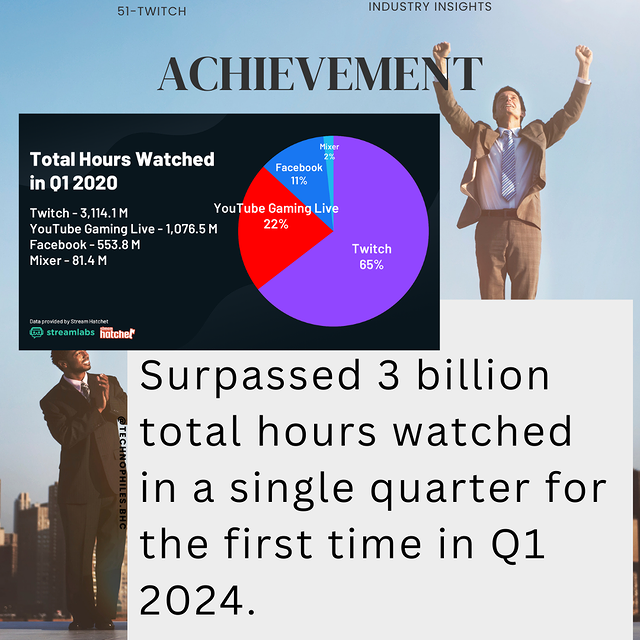 51-TWITCH
INDUSTRY INSIGHTS
ACHIEVEMENT
Total Hours Watched
in Q1 2020
Twitch - 3,114.1 M
YouTube Gaming Live - 1,076.5 M
Facebook - 553.8 M
Mixer - 81.4 M
Mixer
2%
Facebook
11%
YouTube Gaming Live
22%
Twitch
65%
Data provided by Stream Hatchet
streamlabs
stream
hatchet
@TECHNOPHILES.BHC
Surpassed 3 billion
total hours watched
in a single quarter for
the first time in Q1
2024.